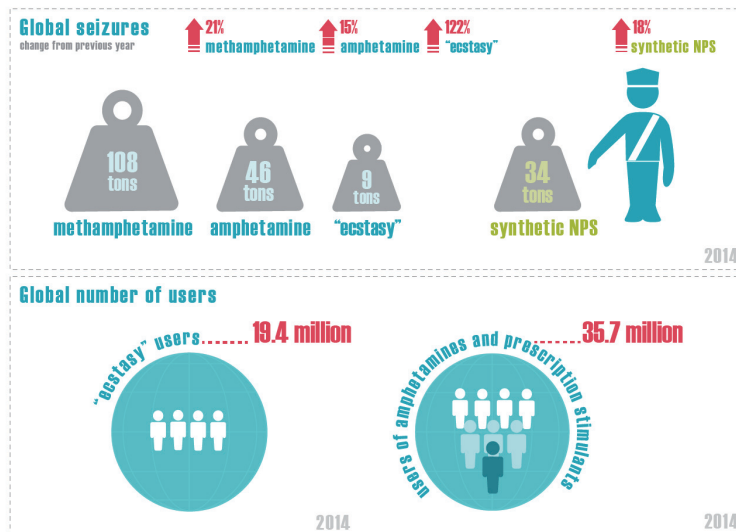 Global seizures
change from previous year
21%
methamphetamine
15%
amphetamine
122%
"ecstasy"
18%
synthetic NPS
108
tons
46
tons
9
tons
34
tons
methamphetamine
amphetamine
"ecstasy"
synthetic NPS
2014
Global number of users
"ecstasy" users
19.4 million
users of amphetamines and prescription stimulants
35.7 million
2014
2014